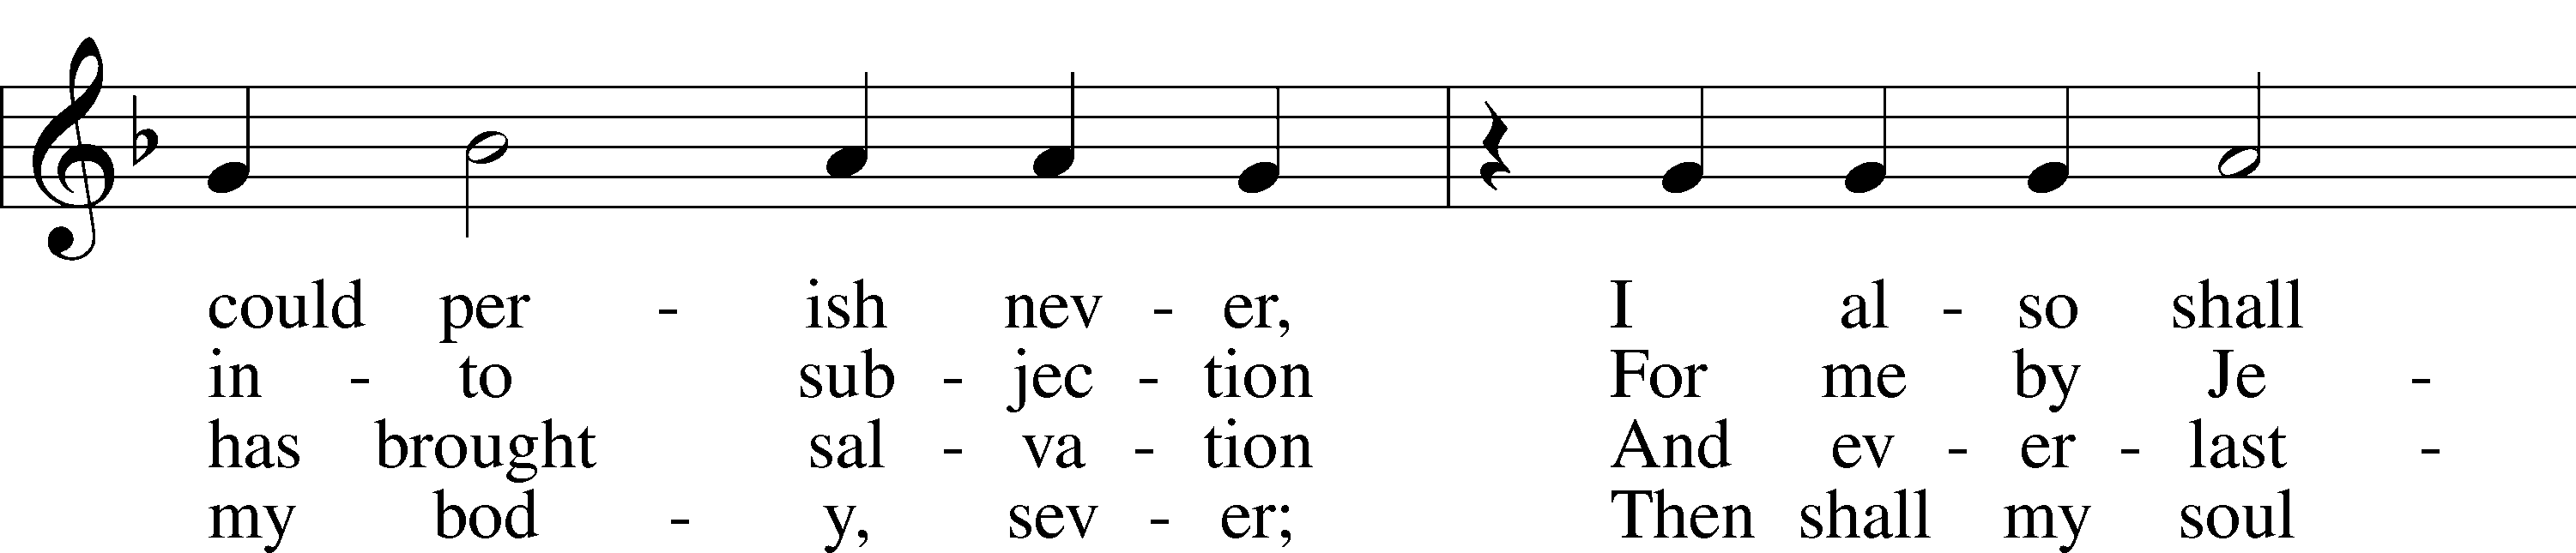 could per - ish nev - er, I al - so shall
in - to sub - jec - tion For me by Je -
has brought sal - va - tion And ev - er - last -
my bod - y, sev - er; Then shall my soul